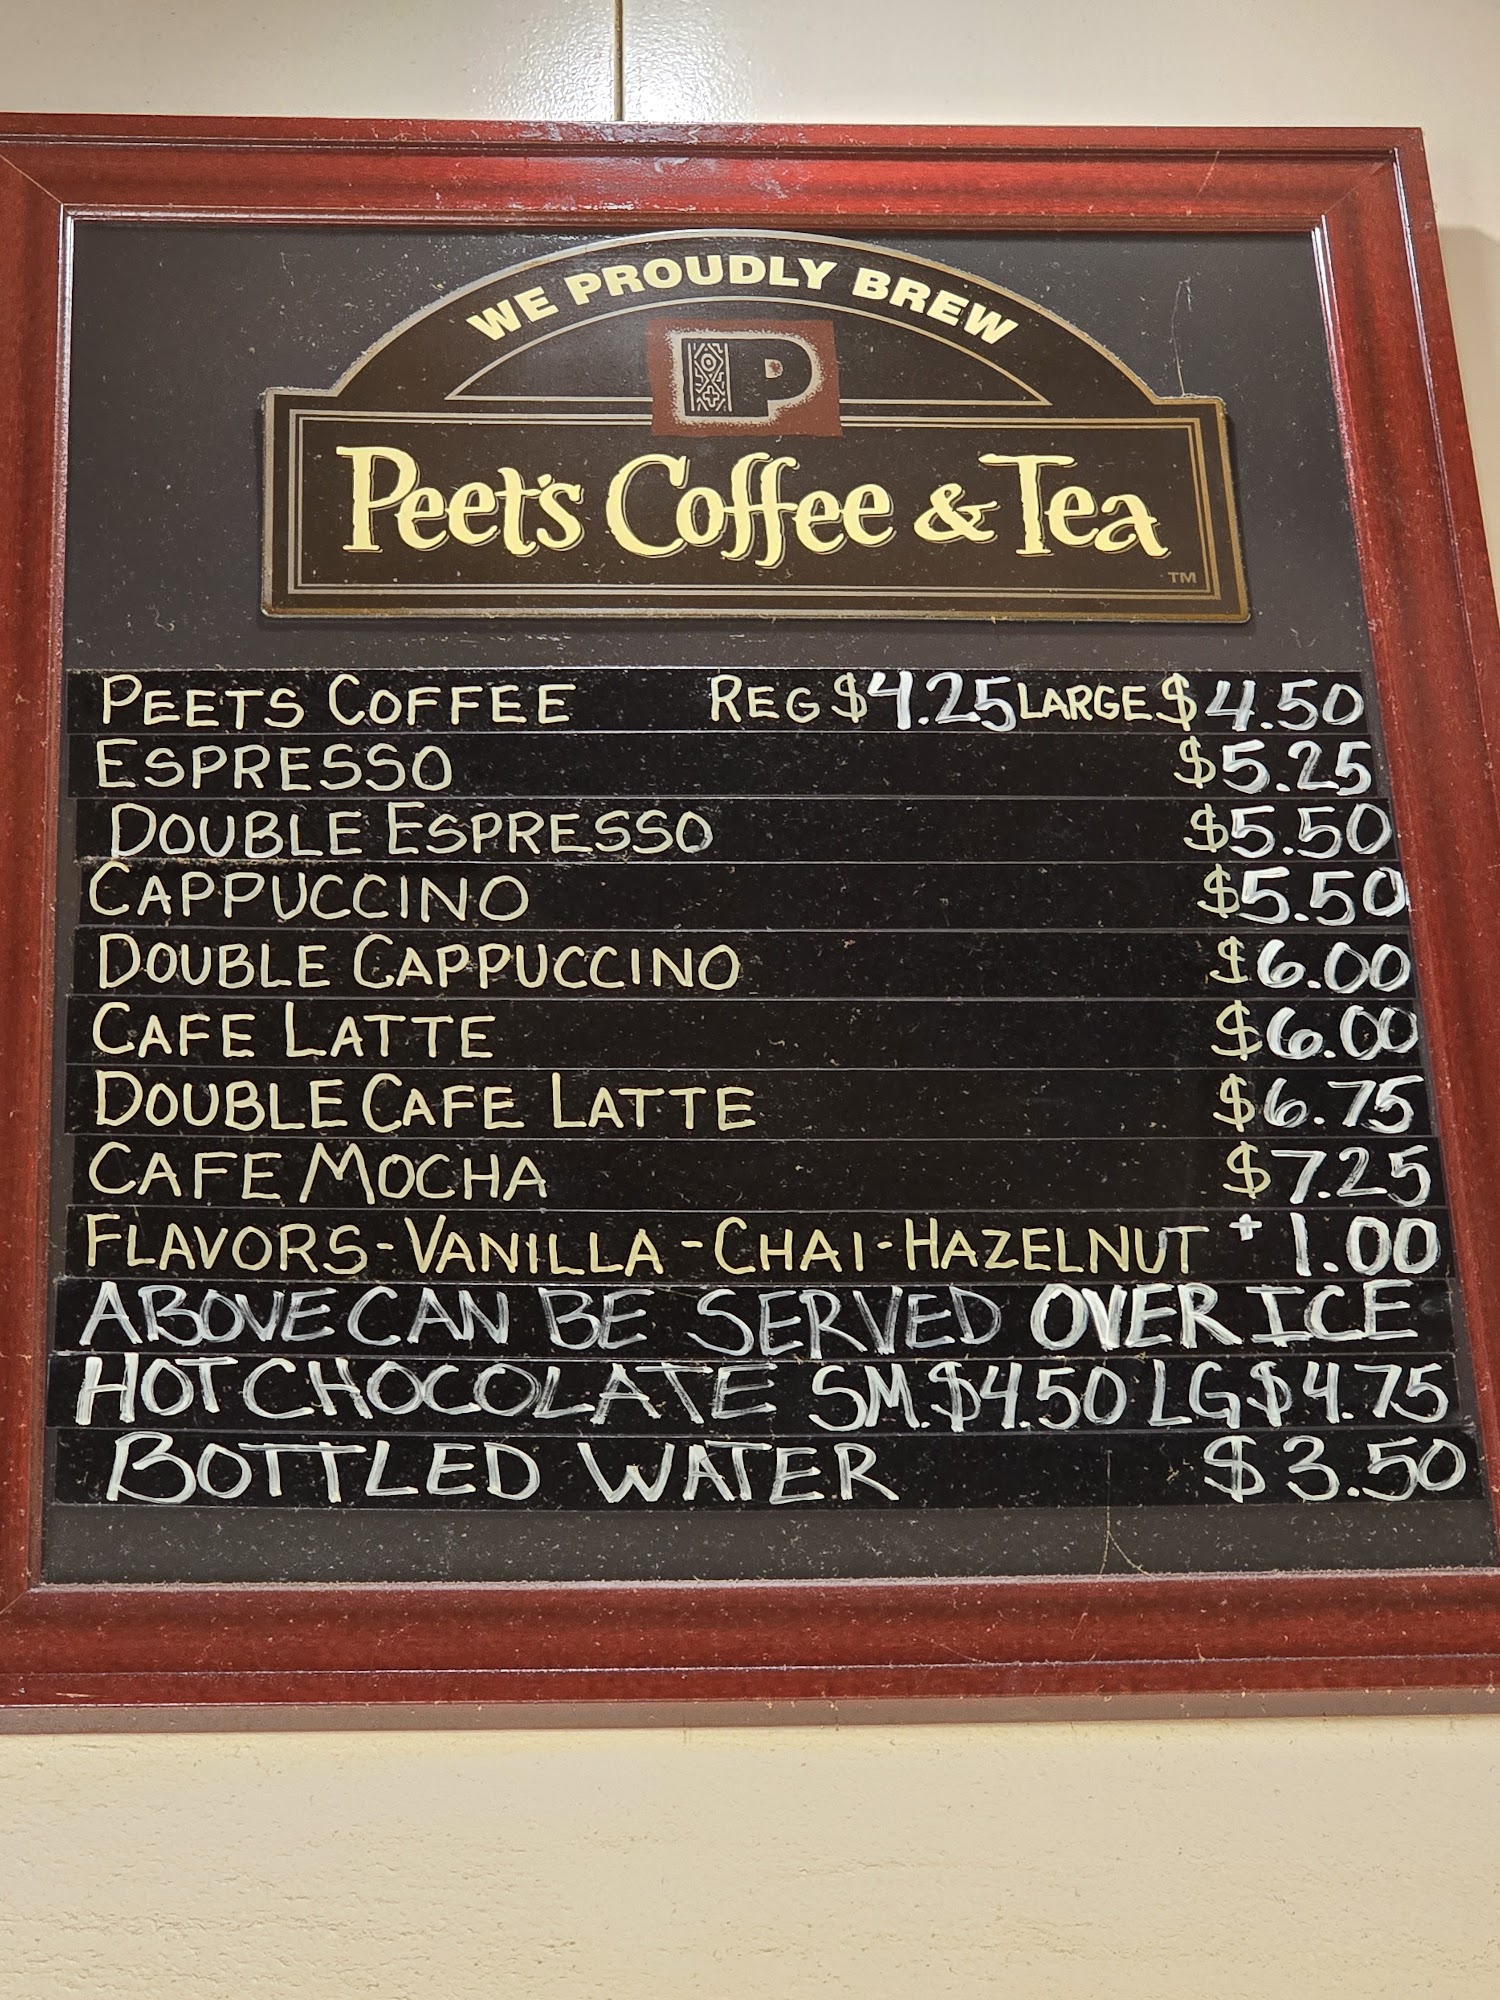 WE PROUDLY BREW
P
Peet's Coffee & Tea
TM
PEETS COFFEE REG $4.25 LARGE $4.50
ESPRESSO $5.25
DOUBLE ESPRESSO $5.50
CAPPUCCINO $5.50
DOUBLE CAPPUCCINO $6.00
CAFE LATTE $6.00
DOUBLE CAFE LATTE $6.75
CAFE MOCHA $7.25
FLAVORS-VANILLA-CHAI-HAZELNUT +1.00
ABOVE CAN BE SERVED OVER ICE
HOT CHOCOLATE SM. $4.50 LG $4.75
BOTTLED WATER $3.50